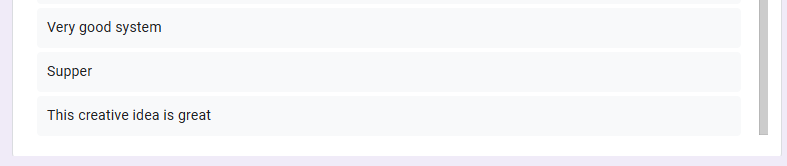 Very good system
Supper
This creative idea is great